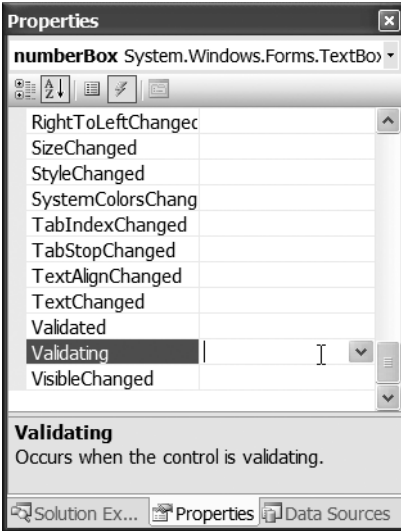 Properties
numberBox System.Windows.Forms.TextBox
RightToLeftChanged
SizeChanged
StyleChanged
SystemColorsChang
TabIndexChanged
TabStopChanged
TextAlignChanged
TextChanged
Validated
Validating
VisibleChanged
Validating
Occurs when the control is validating.
Solution Ex... Properties Data Sources